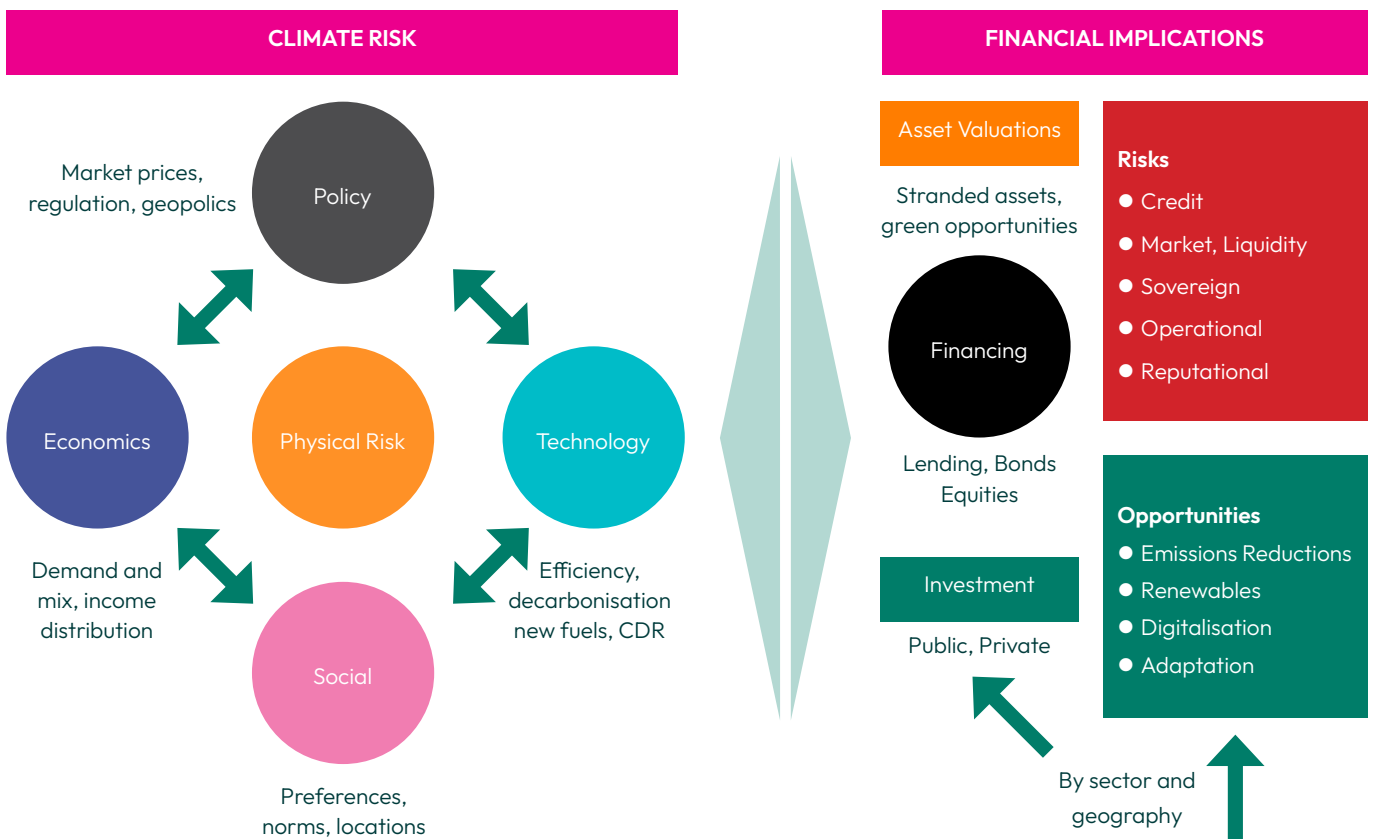 CLIMATE RISK
Policy
Market prices,
regulation, geopolics
Economics
Physical Risk
Technology
Demand and
mix, income
distribution
Efficiency,
decarbonisation
new fuels, CDR
Social
Preferences,
norms, locations
FINANCIAL IMPLICATIONS
Asset Valuations
Stranded assets,
green opportunities
Financing
Lending, Bonds
Equities
Investment
Public, Private
Risks
● Credit
● Market, Liquidity
● Sovereign
● Operational
● Reputational
Opportunities
● Emissions Reductions
● Renewables
● Digitalisation
● Adaptation
By sector and
geography